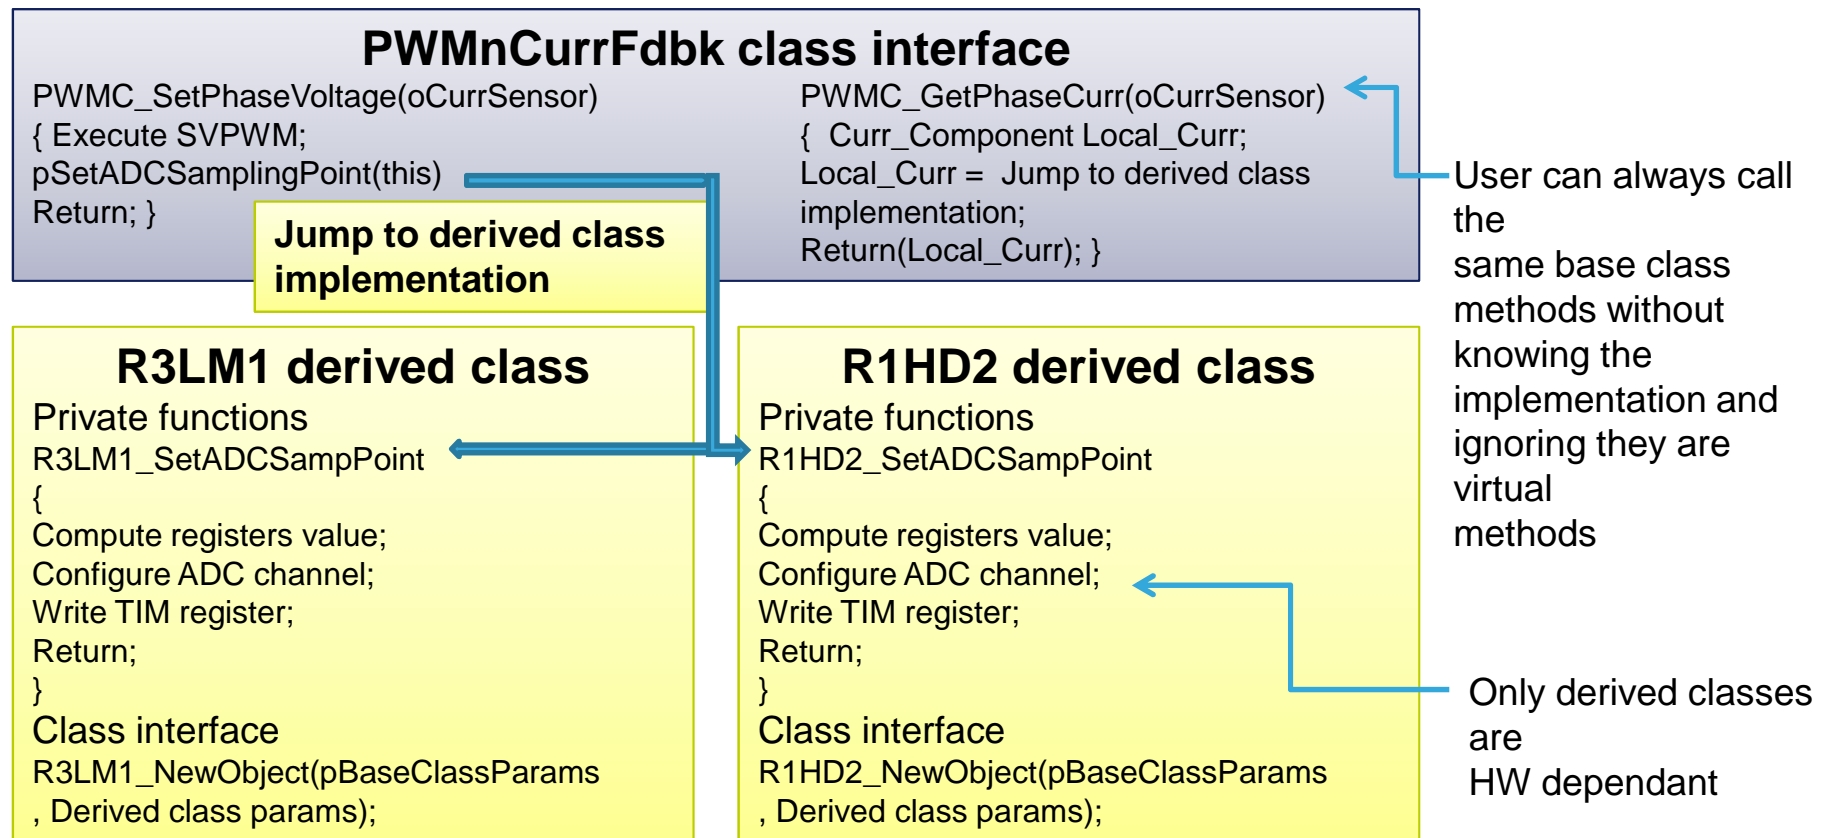 PWMnCurrFdbk class interface
PWMC_SetPhaseVoltage(oCurrSensor)
{ Execute SVPWM;
pSetADCSamplingPoint(this)
Return; }
PWMC_GetPhaseCurr(oCurrSensor)
{ Curr_Component Local_Curr;
Local_Curr = Jump to derived class
implementation;
Return(Local_Curr); }
Jump to derived class
implementation
User can always call
the
same base class
methods without
knowing the
implementation and
ignoring they are
virtual
methods
R3LM1 derived class
Private functions
R3LM1_SetADCSampPoint
{
Compute registers value;
Configure ADC channel;
Write TIM register;
Return;
}
Class interface
R3LM1_NewObject(pBaseClassParams
, Derived class params);
R1HD2 derived class
Private functions
R1HD2_SetADCSampPoint
{
Compute registers value;
Configure ADC channel;
Write TIM register;
Return;
}
Class interface
R1HD2_NewObject(pBaseClassParams
, Derived class params);
Only derived classes
are
HW dependant